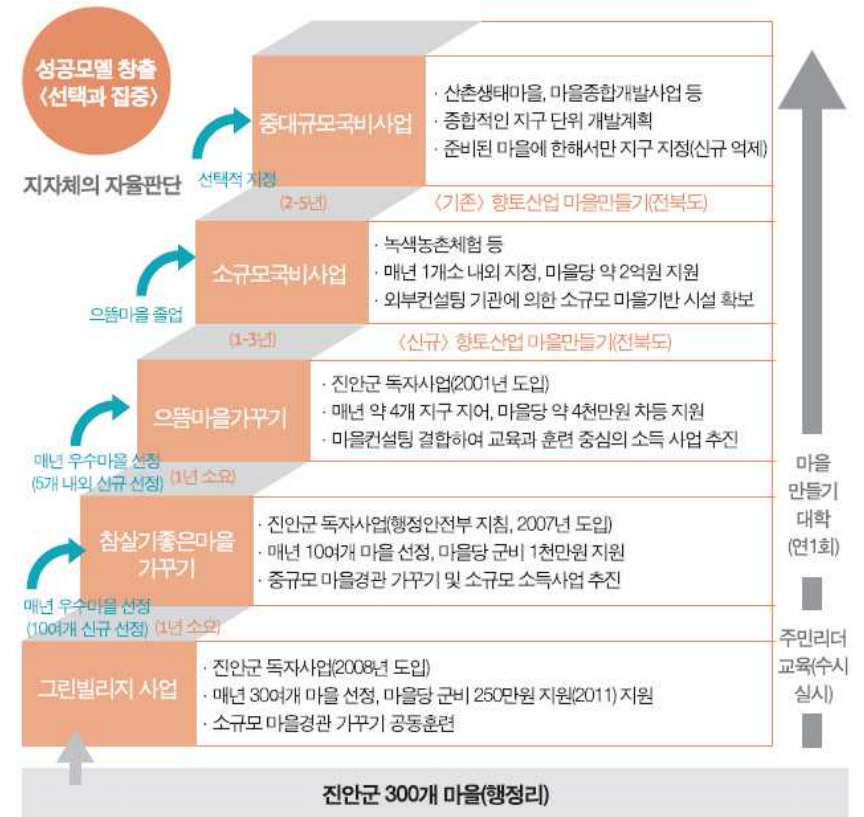 성공모델 창출
〈선택과 집중〉
지자체의 자율판단
중대규모국비사업
· 산촌생태마을, 마을종합개발사업 등
· 종합적인 지구 단위 개발계획
· 준비된 마을에 한해서만 지구 지정(신규 억제)
선택적 지정
(2-5년)
〈기존〉 향토산업 마을만들기(전북도)
소규모국비사업
· 녹색농촌체험 등
· 매년 1개소 내외 지정, 마을당 약 2억원 지원
· 외부컨설팅 기관에 의한 소규모 마을기반 시설 확보
으뜸마을 졸업
(1-3년)
〈신규〉 향토산업 마을만들기(전북도)
으뜸마을가꾸기
· 진안군 독자사업(2001년 도입)
· 매년 약 4개 지구 지어, 마을당 약 4천만원 차등 지원
· 마을컨설팅 결합하여 교육과 훈련 중심의 소득 사업 추진
매년 우수마을 선정
(5개 내외 신규 선정)
(1년 소요)
참살기좋은마을
가꾸기
· 진안군 독자사업(행정안전부 지침, 2007년 도입)
· 매년 10여개 마을 선정, 마을당 군비 1천만원 지원
· 중규모 마을경관 가꾸기 및 소규모 소득사업 추진
매년 우수마을 선정
(10여개 신규 선정)
(1년 소요)
그린빌리지 사업
· 진안군 독자사업(2008년 도입)
· 매년 30여개 마을 선정, 마을당 군비 250만원 지원(2011) 지원
· 소규모 마을경관 가꾸기 공동훈련
마을
만들기
대학
(연1회)
주민리더
교육(수시
실시)
진안군 300개 마을(행정리)